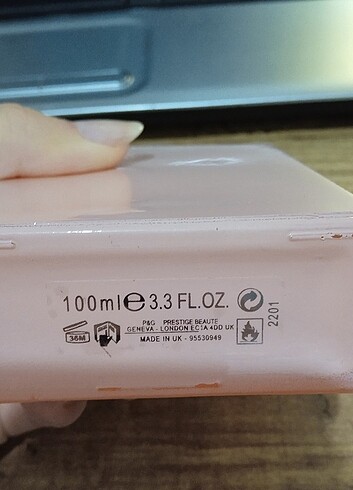 100ml℮3.3 FL.OZ.
P&G - PRESTIGE BEAUTE
GENEVA - LONDON EC1A 4DD UK
36M
MADE IN UK - 95530949
2201